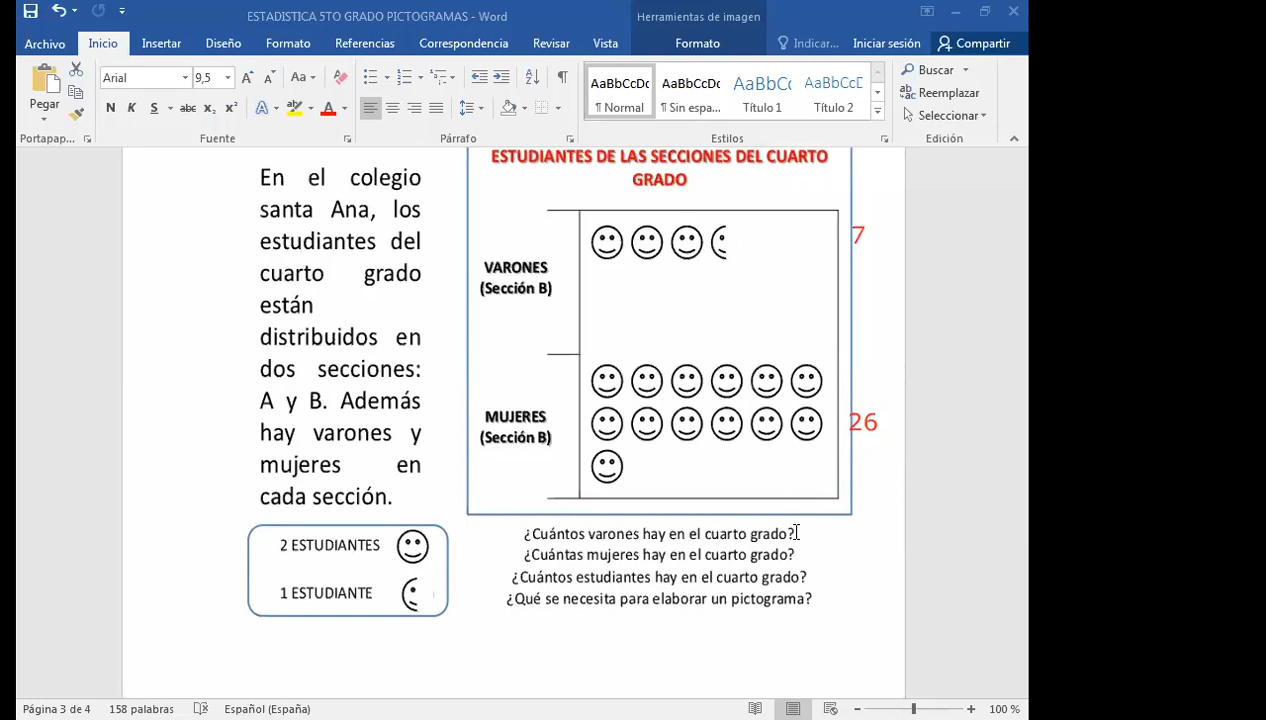 ESTADISTICA 5TO GRADO PICTOGRAMAS - Word
Herramientas de imagen
Archivo
Inicio
Insertar
Diseño
Formato
Referencias
Correspondencia
Revisar
Vista
Formato
Indicar...
Iniciar sesión
Compartir
Pegar
Arial
9,5
Aa
N K S abc x₂ x²
A
A
AaBbCcDc
AaBbCcDc
AaBbCc
AaBbCcD
¶ Normal
¶ Sin espa...
Título 1
Título 2
Buscar
Reemplazar
Seleccionar
Portapap...
Fuente
Párrafo
Estilos
Edición
ESTUDIANTES DE LAS SECCIONES DEL CUARTO
GRADO
En el colegio
santa Ana, los
estudiantes del
cuarto grado
están
distribuidos en
dos secciones:
A y B. Además
hay varones y
mujeres en
cada sección.
VARONES
(Sección B)
7
MUJERES
(Sección B)
26
2 ESTUDIANTES
1 ESTUDIANTE
¿Cuántos varones hay en el cuarto grado?
¿Cuántas mujeres hay en el cuarto grado?
¿Cuántos estudiantes hay en el cuarto grado?
¿Qué se necesita para elaborar un pictograma?
Página 3 de 4
158 palabras
Español (España)
100 %